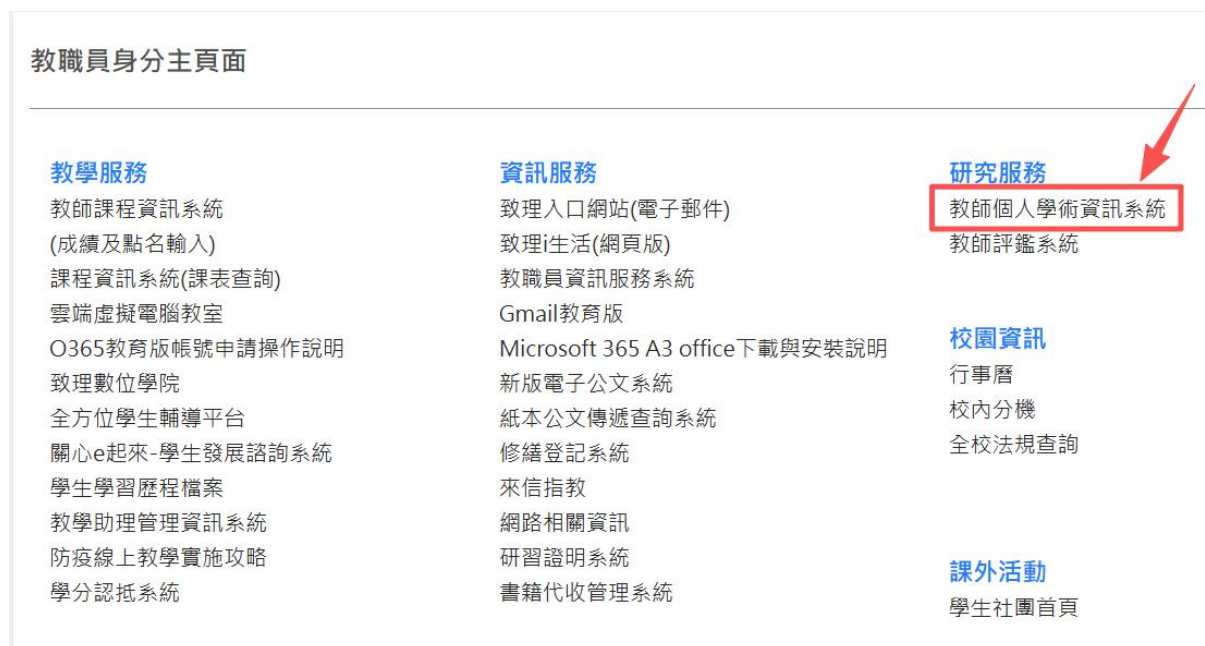 教職員身分主頁面
教學服務
教師課程資訊系統
(成績及點名輸入)
課程資訊系統(課表查詢)
雲端虛擬電腦教室
O365教育版帳號申請操作說明
致理數位學院
全方位學生輔導平台
關心e起來-學生發展諮詢系統
學生學習歷程檔案
教學助理管理資訊系統
防疫線上教學實施攻略
學分認抵系統
資訊服務
致理入口網站(電子郵件)
致理i生活(網頁版)
教職員資訊服務系統
Gmail教育版
Microsoft 365 A3 office下載與安裝說明
新版電子公文系統
紙本公文傳遞查詢系統
修繕登記系統
來信指教
網路相關資訊
研習證明系統
書籍代收管理系統
研究服務
教師個人學術資訊系統
教師評鑑系統
校園資訊
行事曆
校內分機
全校法規查詢
課外活動
學生社團首頁